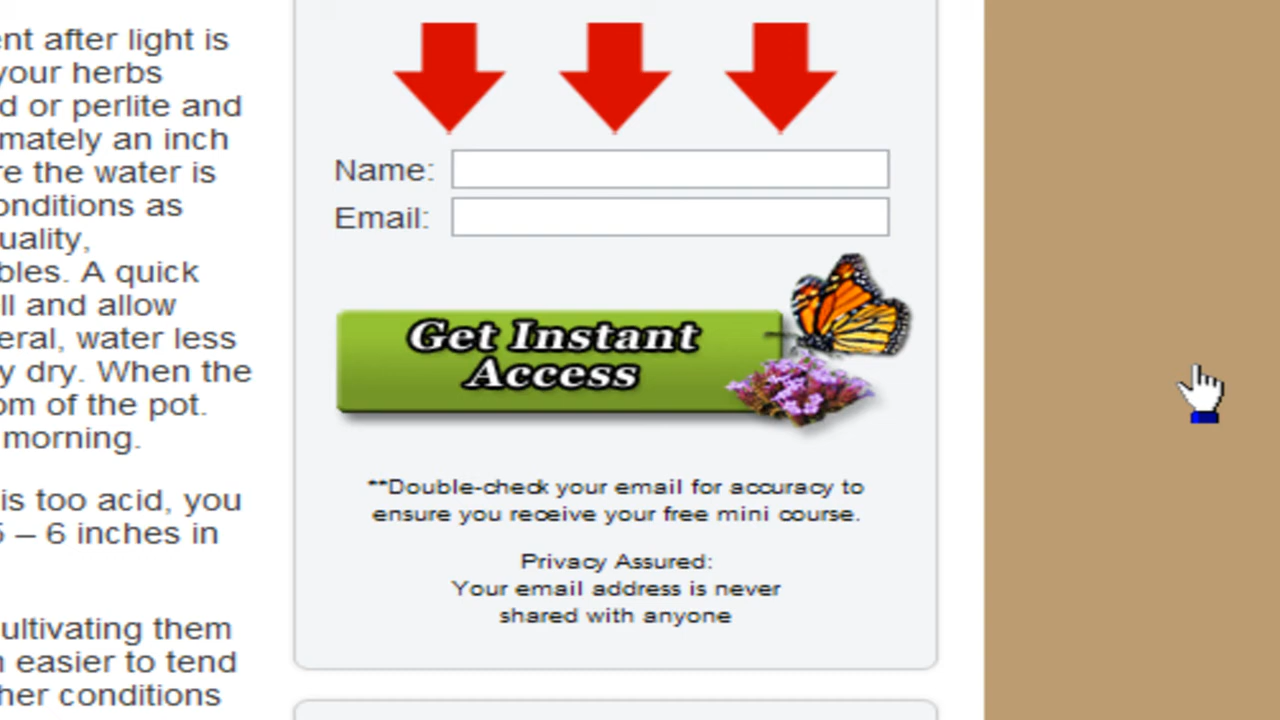 ent after light is
your herbs
d or perlite and
mately an inch
re the water is
onditions as
uality,
bles. A quick
ll and allow
eral, water less
y dry. When the
om of the pot.
morning.
is too acid, you
5 – 6 inches in
ultivating them
n easier to tend
her conditions
Name:
Email:
Get Instant
Access
**Double-check your email for accuracy to
ensure you receive your free mini course.
Privacy Assured:
Your email address is never
shared with anyone